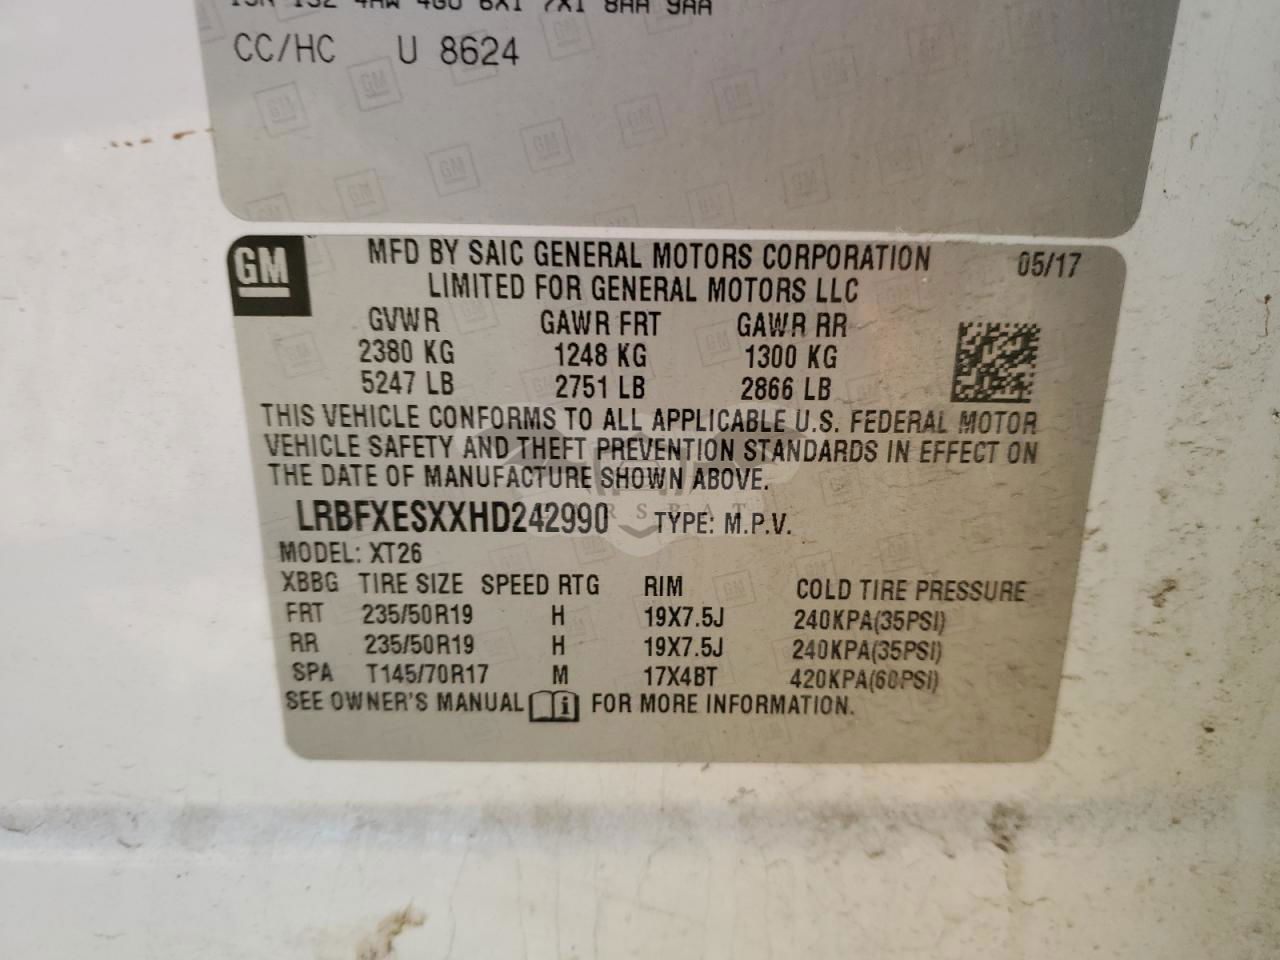 CC/HC U 8624
GM
MFD BY SAIC GENERAL MOTORS CORPORATION 05/17
LIMITED FOR GENERAL MOTORS LLC
GVWR GAWR FRT GAWR RR
2380 KG 1248 KG 1300 KG
5247 LB 2751 LB 2866 LB
THIS VEHICLE CONFORMS TO ALL APPLICABLE U.S. FEDERAL MOTOR
VEHICLE SAFETY AND THEFT PREVENTION STANDARDS IN EFFECT ON
THE DATE OF MANUFACTURE SHOWN ABOVE.
LRBFXESXXHD242990 TYPE: M.P.V.
MODEL: XT26
XBBG TIRE SIZE SPEED RTG RIM COLD TIRE PRESSURE
FRT 235/50R19 H 19X7.5J 240KPA(35PSI)
RR 235/50R19 H 19X7.5J 240KPA(35PSI)
SPA T145/70R17 M 17X4BT 420KPA(60PSI)
SEE OWNER'S MANUAL i FOR MORE INFORMATION.